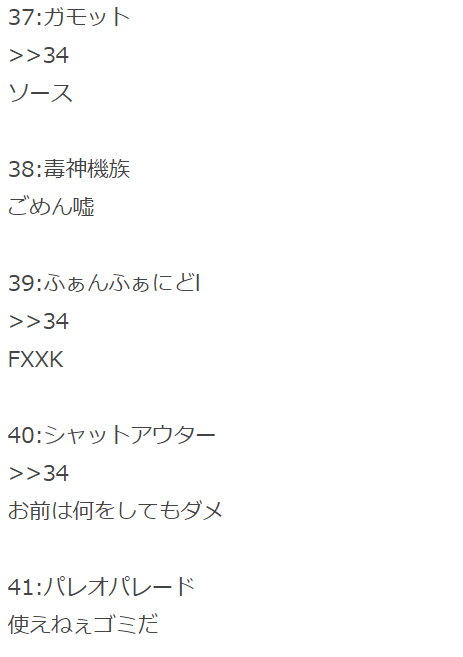 37:ガモット
>>34
ソース
38:毒神機族
ごめん嘘
39:ふぁんふぁにどl
>>34
FXXK
40:シャットアウター
>>34
お前は何をしてもダメ
41:パレオパレード
使えねぇゴミだ